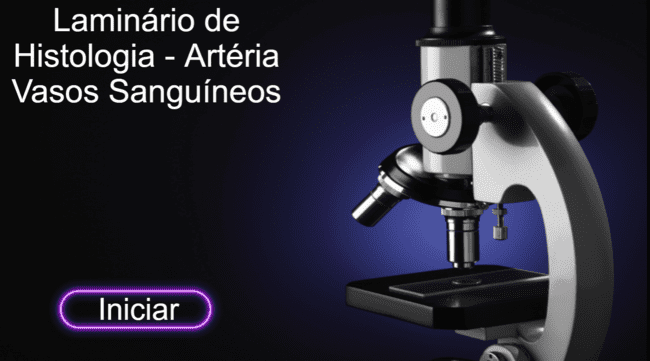 Laminário de
Histologia - Artéria
Vasos Sanguíneos
Iniciar